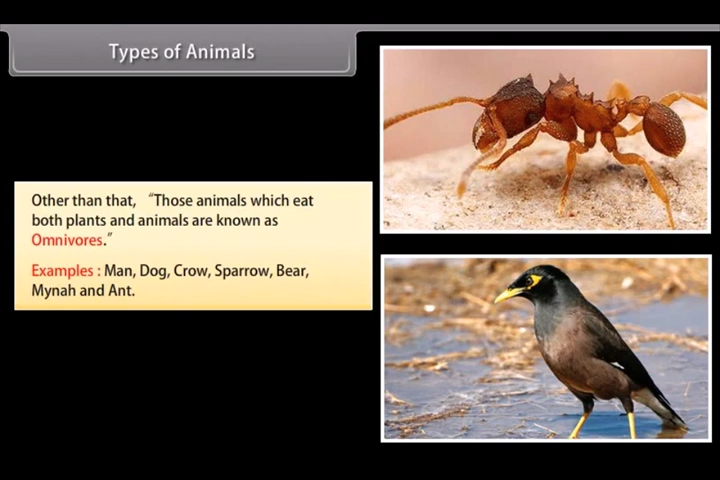 Types of Animals
Other than that, “Those animals which eat
both plants and animals are known as
Omnivores.”
Examples : Man, Dog, Crow, Sparrow, Bear,
Mynah and Ant.